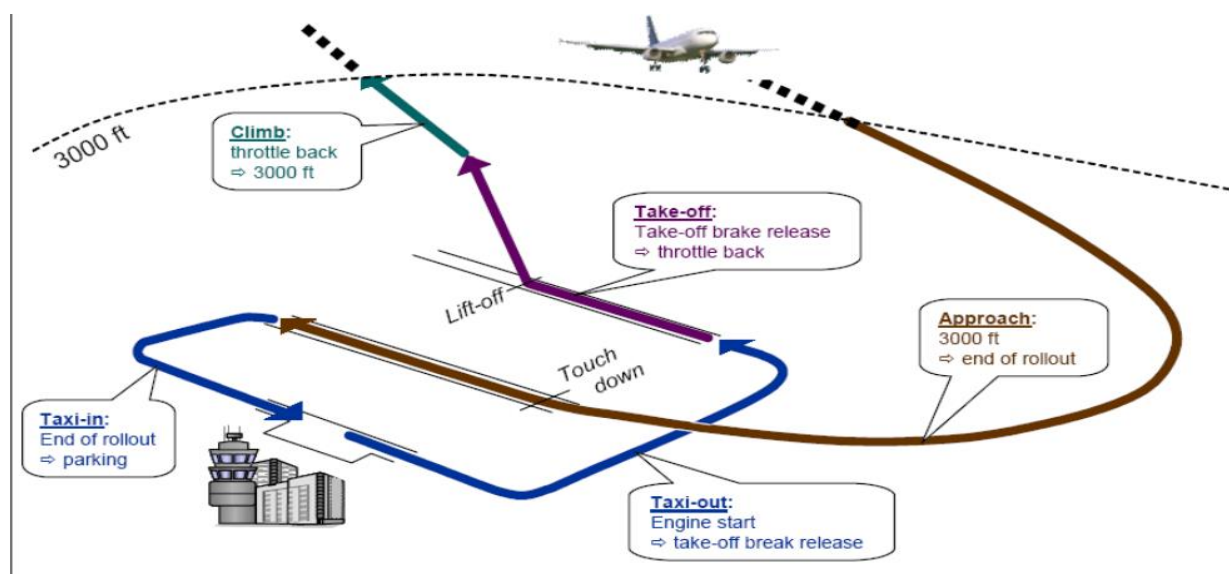 3000 ft
Climb:
throttle back
⇨ 3000 ft
Take-off:
Take-off brake release
⇨ throttle back
Lift-off
Approach:
3000 ft
⇨ end of rollout
Touch
down
Taxi-in:
End of rollout
⇨ parking
Taxi-out:
Engine start
⇨ take-off break release